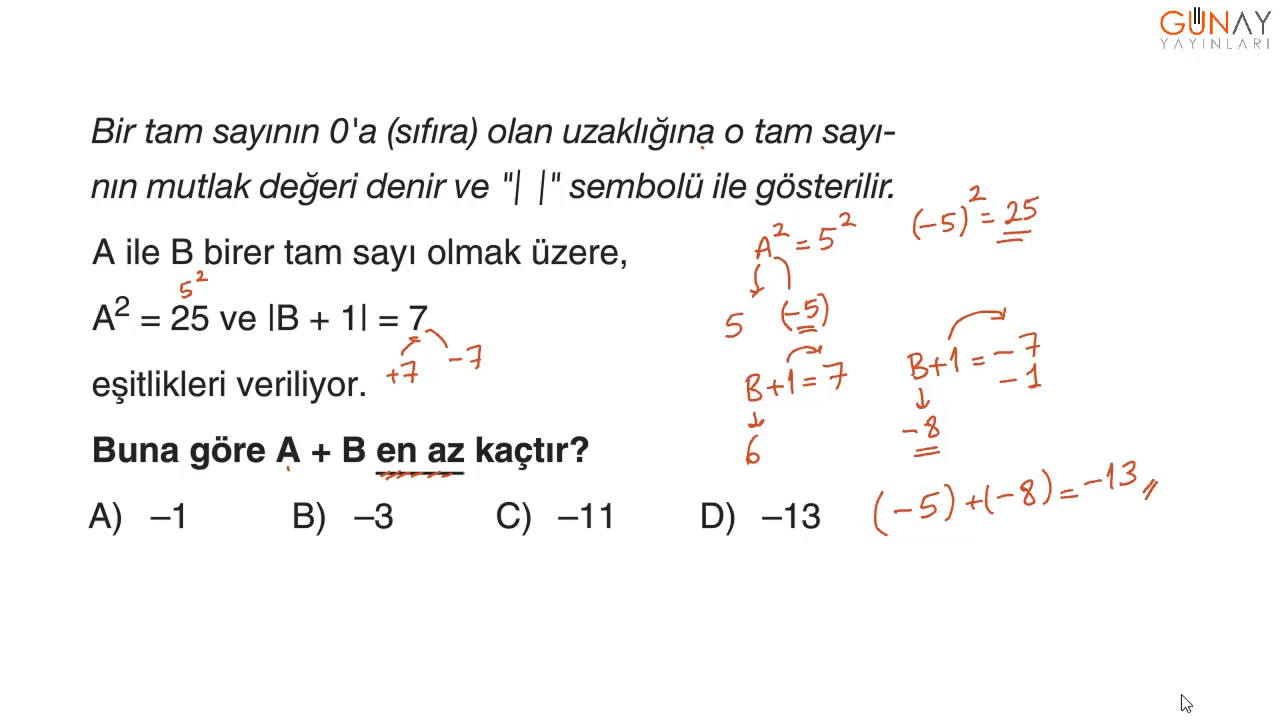 GÜNAY
YAYINLARI
Bir tam sayının 0'a (sıfıra) olan uzaklığına o tam sayı-
nın mutlak değeri denir ve "| |" sembolü ile gösterilir.
A ile B birer tam sayı olmak üzere,
5²
A² = 25 ve |B + 1| = 7
+7 -7
eşitlikleri veriliyor.
Buna göre A + B en az kaçtır?
A) –1 B) –3 C) –11 D) –13
A² = 5²
5 (-5)
(-5)² = 25
B+1 = 7
6
B+1 = -7
-1
-8
(-5)+(-8) = -13